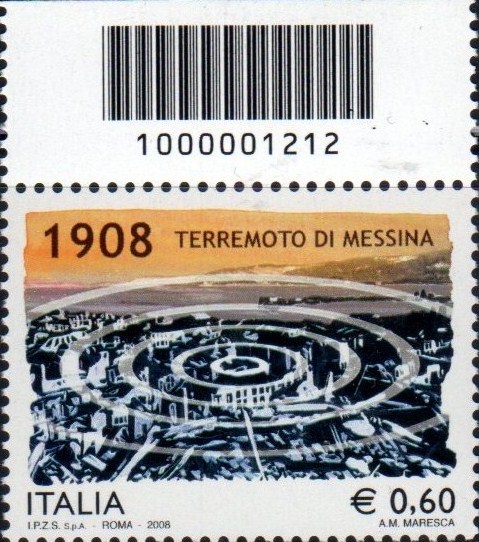 1000001212
1908 TERREMOTO DI MESSINA
ITALIA € 0,60
I.P.Z.S. S.p.A. - ROMA - 2008 A.M. MARESCA